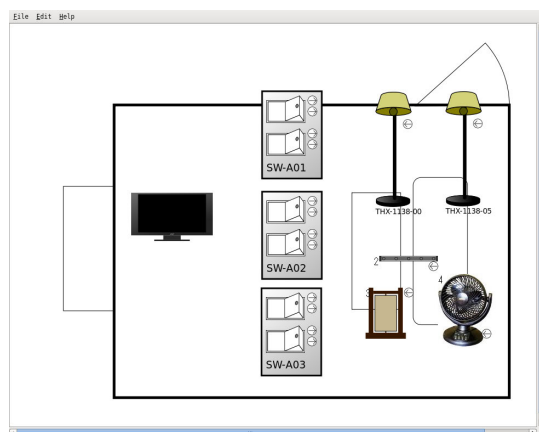 File Edit Help
SW-A01
THX-1138-00
THX-1138-05
SW-A02
2
4
3
SW-A03